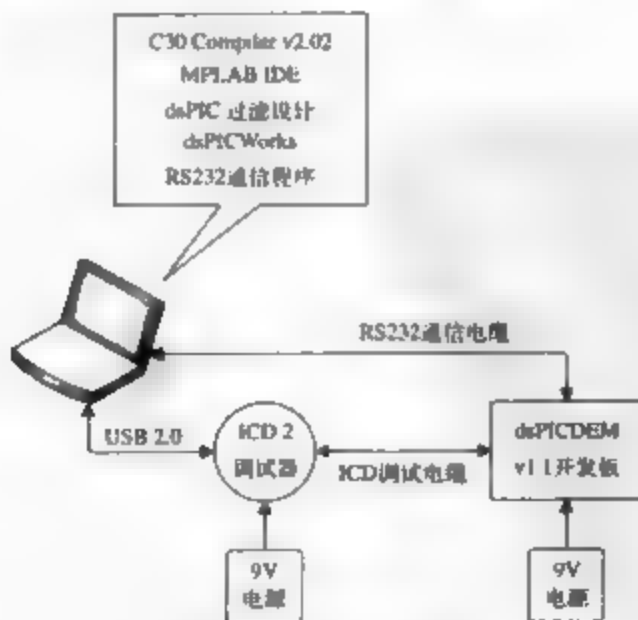 C30 Compiler v2.02
MPLAB IDE
dsPIC 过滤设计
dsPICWorks
RS232通信程序
RS232通信电缆
USB 2.0
ICD 2
调试器
ICD调试电缆
dsPICDEM
v1 1开发板
9V
电源
9V
电源